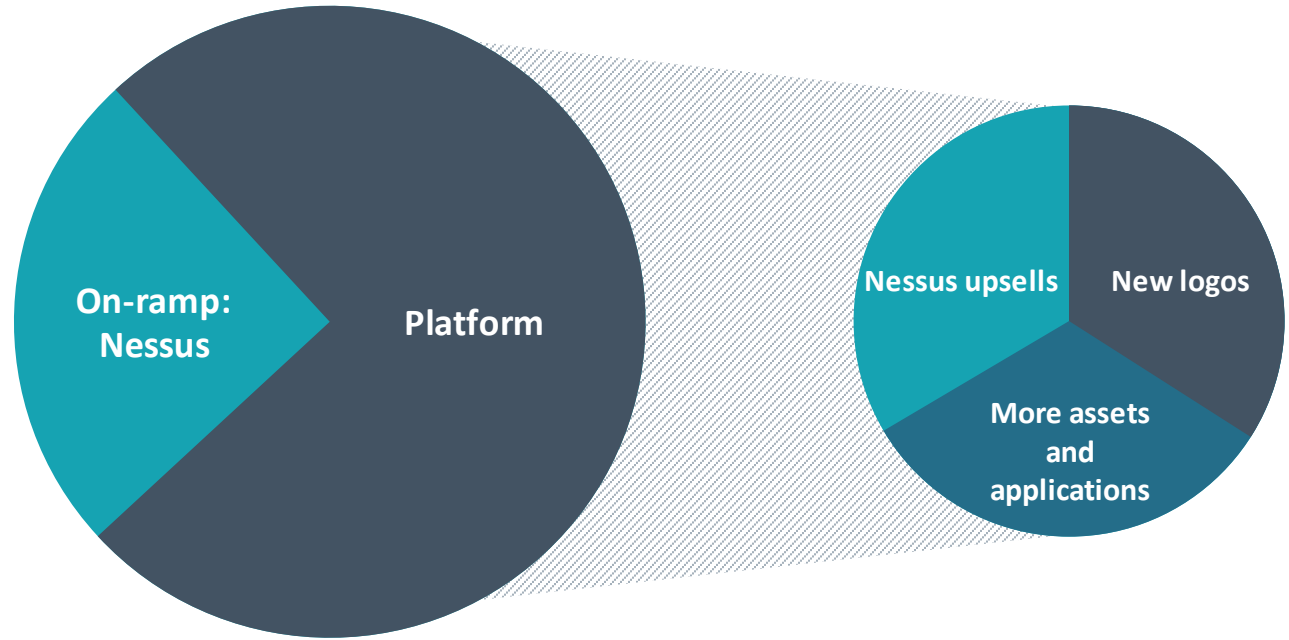 On-ramp:
Nessus
Platform
Nessus upsells
New logos
More assets
and
applications